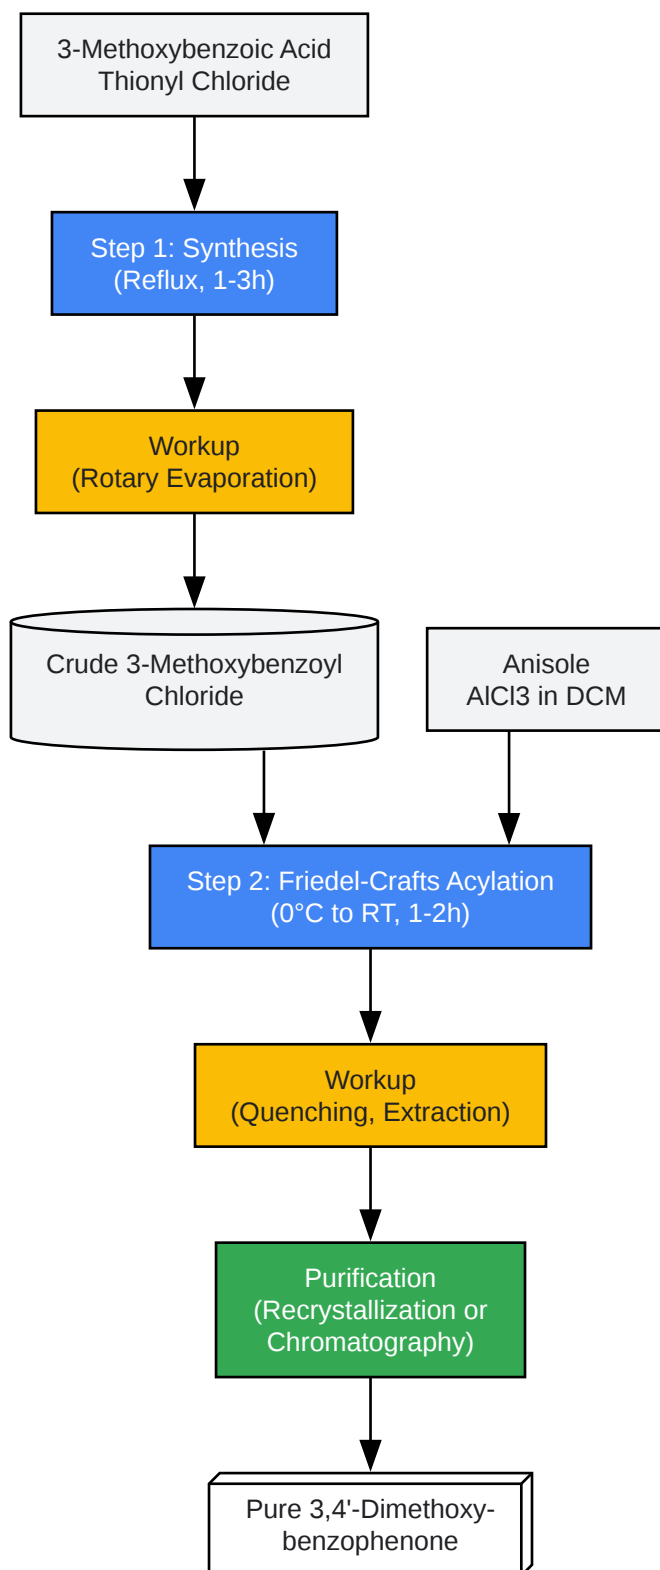 3-Methoxybenzoic Acid
Thionyl Chloride
Step 1: Synthesis
(Reflux, 1-3h)
Workup
(Rotary Evaporation)
Crude 3-Methoxybenzoyl
Chloride
Anisole
AlCl3 in DCM
Step 2: Friedel-Crafts Acylation
(0°C to RT, 1-2h)
Workup
(Quenching, Extraction)
Purification
(Recrystallization or
Chromatography)
Pure 3,4'-Dimethoxy-
benzophenone